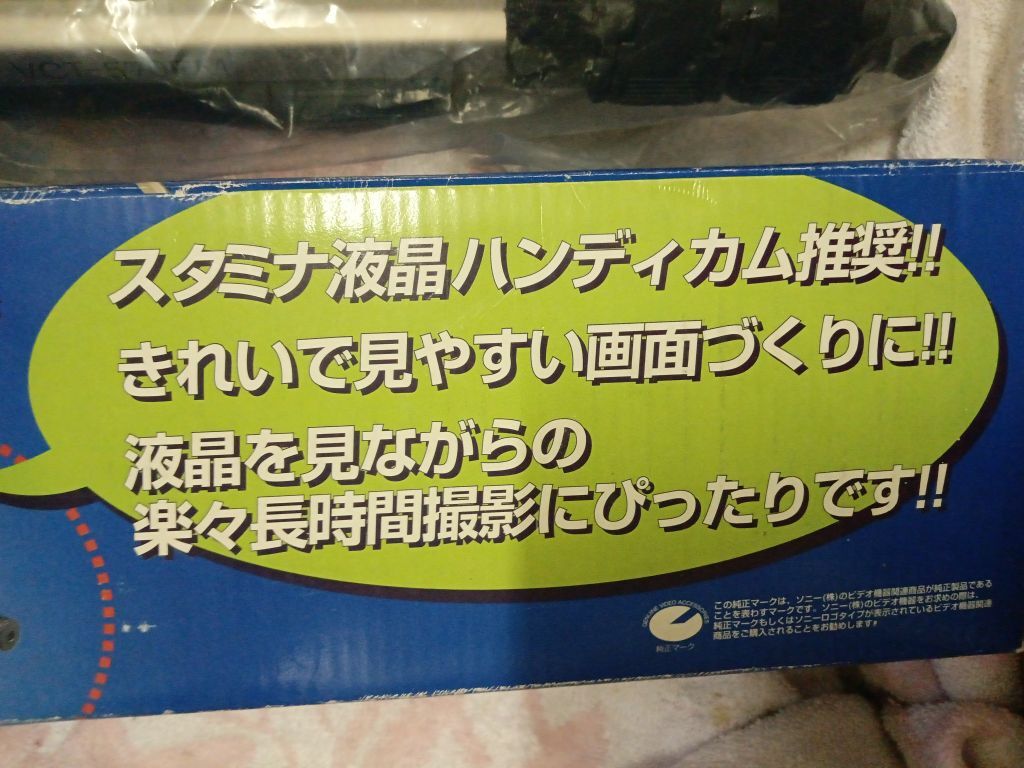 スタミナ液晶ハンディカム推奨!!
きれいで見やすい画面づくりに!!
液晶を見ながらの
楽々長時間撮影にぴったりです!!
GENUINE VIDEO ACCESSORIES
純正マーク
この純正マークは、ソニー(株)のビデオ機器関連商品が純正製品である
ことを表わすマークです。ソニー(株)のビデオ機器をお求めの際は、
純正マークもしくはソニーロゴタイプが表示されているビデオ機器関連
商品をご購入されることをお勧めします。